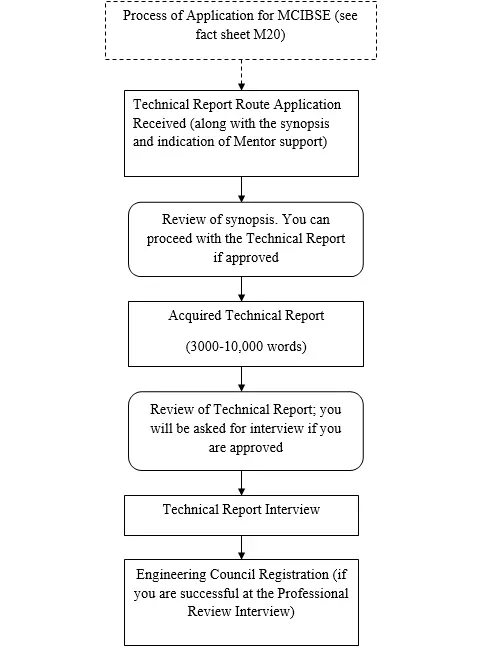 Process of Application for MCIBSE (see
fact sheet M20)
Technical Report Route Application
Received (along with the synopsis
and indication of Mentor support)
Review of synopsis. You can
proceed with the Technical Report
if approved
Acquired Technical Report
(3000-10,000 words)
Review of Technical Report; you
will be asked for interview if you
are approved
Technical Report Interview
Engineering Council Registration (if
you are successful at the Professional
Review Interview)